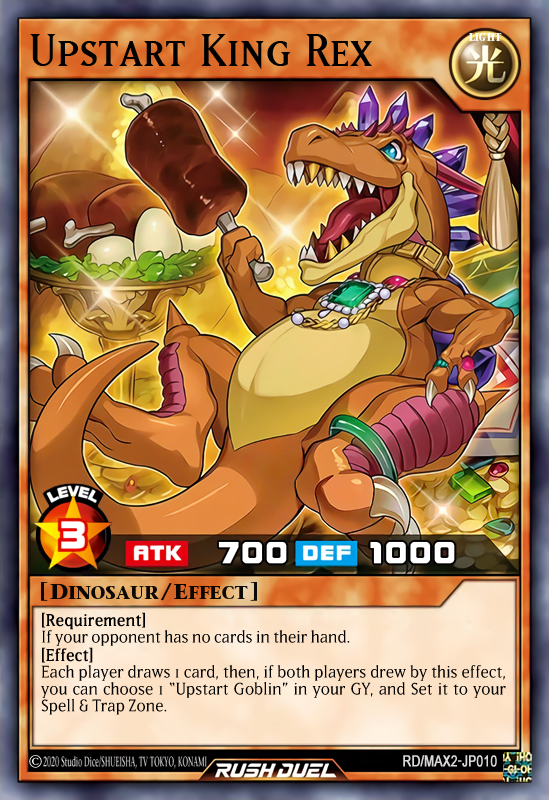 Upstart King Rex
LIGHT
光
LEVEL
3
ATK 700 DEF 1000
[Dinosaur/Effect]
[Requirement]
If your opponent has no cards in their hand.
[Effect]
Each player draws 1 card, then, if both players drew by this effect,
you can choose 1 “Upstart Goblin” in your GY, and Set it to your
Spell & Trap Zone.
©2020 Studio Dice/SHUEISHA, TV TOKYO, KONAMI
RUSH DUEL
RD/MAX2-JP010